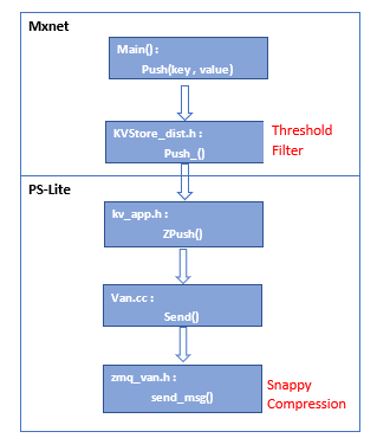 Mxnet
Main() :
Push(key , value)
KVStore_dist.h :
Push_()
Threshold
Filter
PS-Lite
kv_app.h :
ZPush()
Van.cc :
Send()
zmq_van.h :
send_msg()
Snappy
Compression